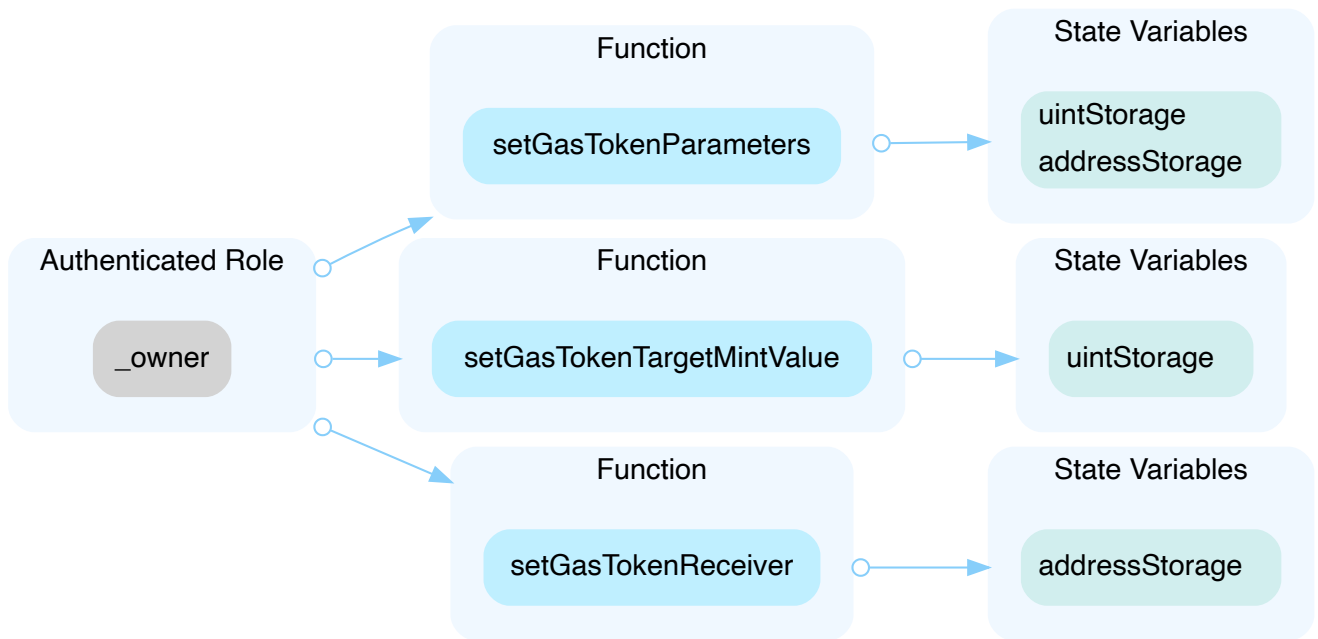 Authenticated Role
_owner
Function
setGasTokenParameters
State Variables
uintStorage
addressStorage
Function
setGasTokenTargetMintValue
State Variables
uintStorage
Function
setGasTokenReceiver
State Variables
addressStorage